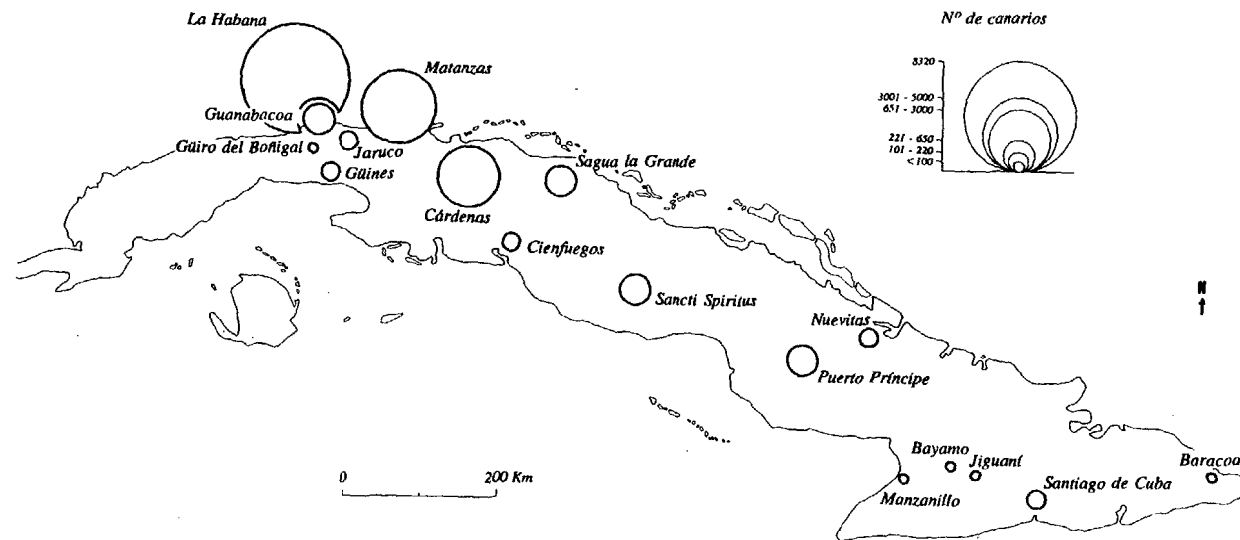 La Habana
Matanzas
Guanabacoa
Güiro del Boñigal
Jaruco
Güines
Cárdenas
Sagua la Grande
Cienfuegos
Sancti Spiritus
Nuevitas
Puerto Príncipe
Bayamo
Jiguaní
Manzanillo
Santiago de Cuba
Baracoa
Nº de canarios
8320
3001 - 5000
651 - 3000
221 - 650
101 - 220
< 100
N
0 200 Km